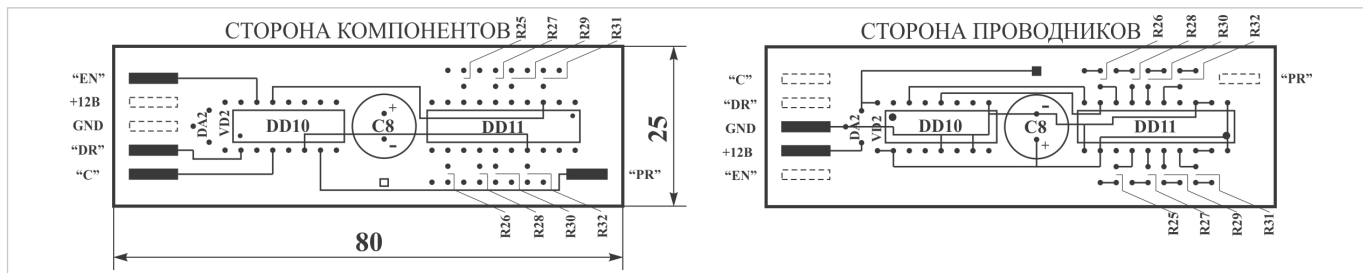 СТОРОНА КОМПОНЕНТОВ
R25
R27
R29
R31
“EN”
+12В
GND
“DR”
“C”
DA2
VD2
DD10
+
C8
-
DD11
“PR”
R26
R28
R30
R32
25
80
СТОРОНА ПРОВОДНИКОВ
R26
R28
R30
R32
“C”
“DR”
GND
+12В
“EN”
DA2
VD2
DD10
-
C8
+
DD11
“PR”
R25
R27
R29
R31